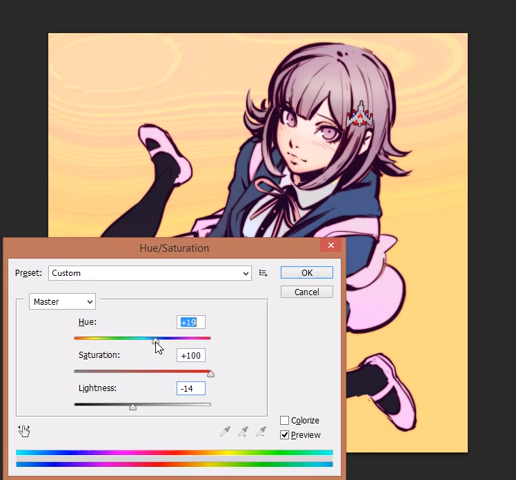 Hue/Saturation
Preset: Custom
OK
Cancel
Master
Hue: +19
Saturation: +100
Lightness: -14
Colorize
Preview